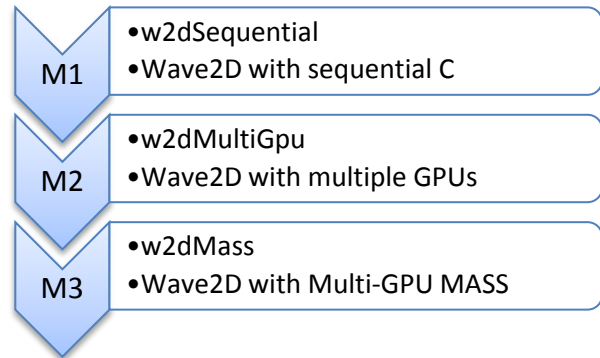 M1
•w2dSequential
•Wave2D with sequential C
M2
•w2dMultiGpu
•Wave2D with multiple GPUs
M3
•w2dMass
•Wave2D with Multi-GPU MASS